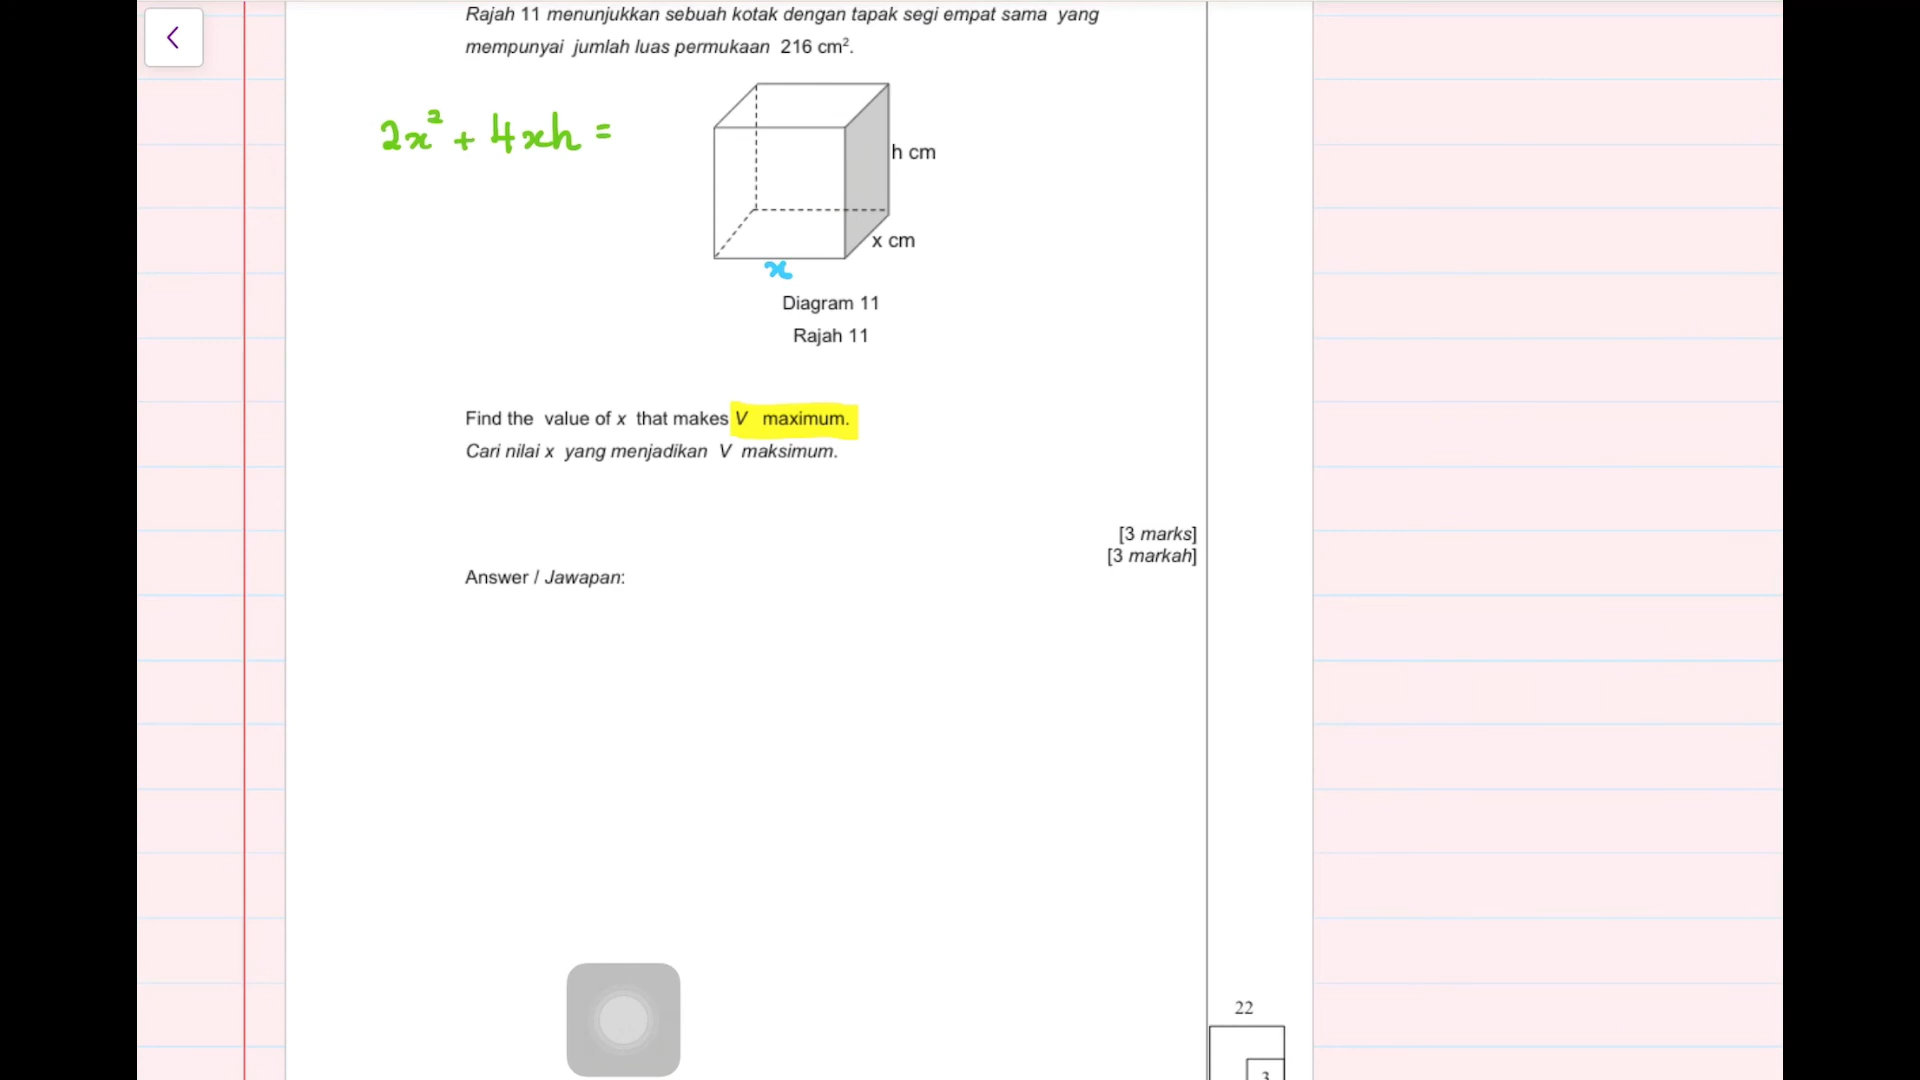 Rajah 11 menunjukkan sebuah kotak dengan tapak segi empat sama yang
mempunyai jumlah luas permukaan 216 cm².
2x² + 4xh =
h cm
x cm
x
Diagram 11
Rajah 11
Find the value of x that makes V maximum.
Cari nilai x yang menjadikan V maksimum.
[3 marks]
[3 markah]
Answer / Jawapan:
22
3